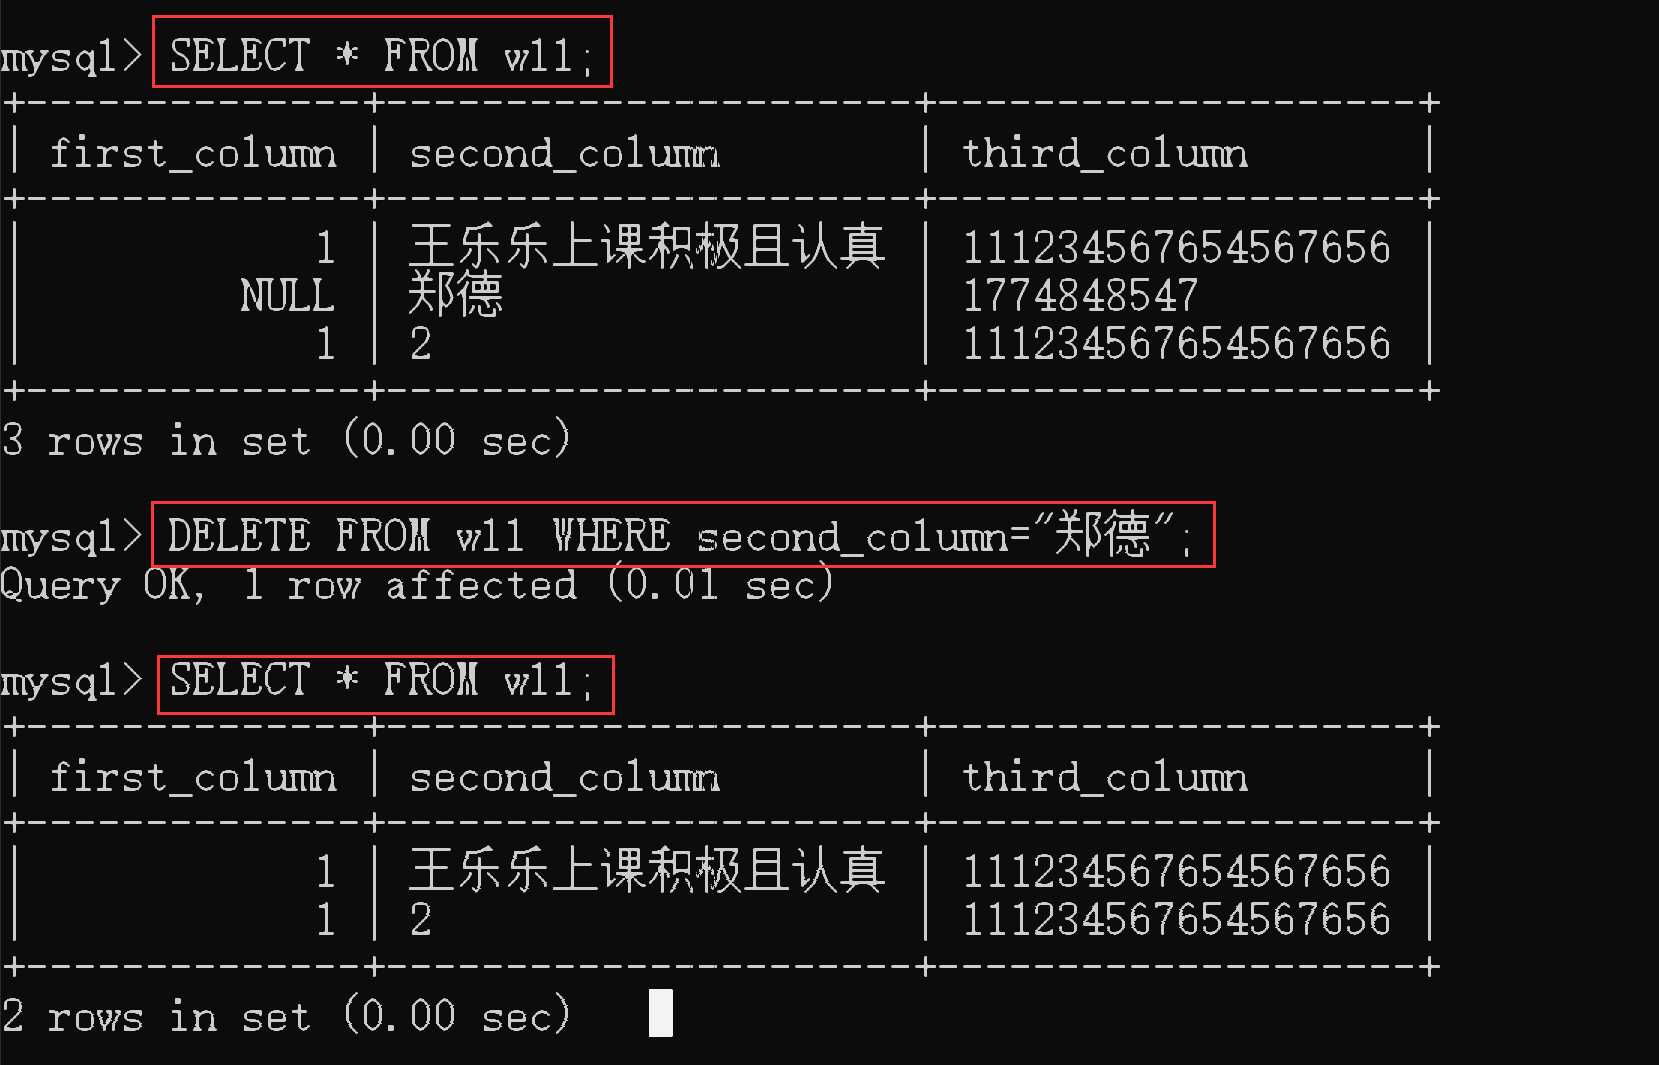 mysql> SELECT * FROM wll;
+--------------+----------------------+--------------------+
| first_column | second_column | third_column |
+--------------+----------------------+--------------------+
| 1 | 王乐乐上课积极且认真 | 111234567654567656 |
| NULL | 郑德 | 1774848547 |
| 1 | 2 | 111234567654567656 |
+--------------+----------------------+--------------------+
3 rows in set (0.00 sec)
mysql> DELETE FROM wll WHERE second_column="郑德";
Query OK, 1 row affected (0.01 sec)
mysql> SELECT * FROM wll;
+--------------+----------------------+--------------------+
| first_column | second_column | third_column |
+--------------+----------------------+--------------------+
| 1 | 王乐乐上课积极且认真 | 111234567654567656 |
| 1 | 2 | 111234567654567656 |
+--------------+----------------------+--------------------+
2 rows in set (0.00 sec)